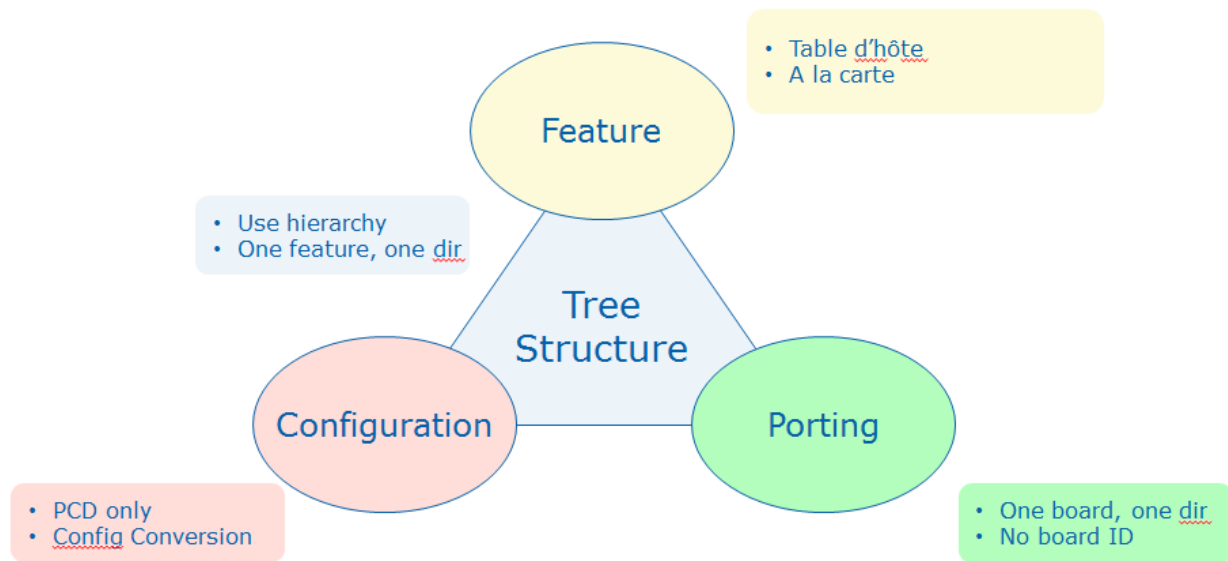 • Table d'hôte
• A la carte
Feature
• Use hierarchy
• One feature, one dir
Tree
Structure
Configuration
Porting
• PCD only
• Config Conversion
• One board, one dir
• No board ID